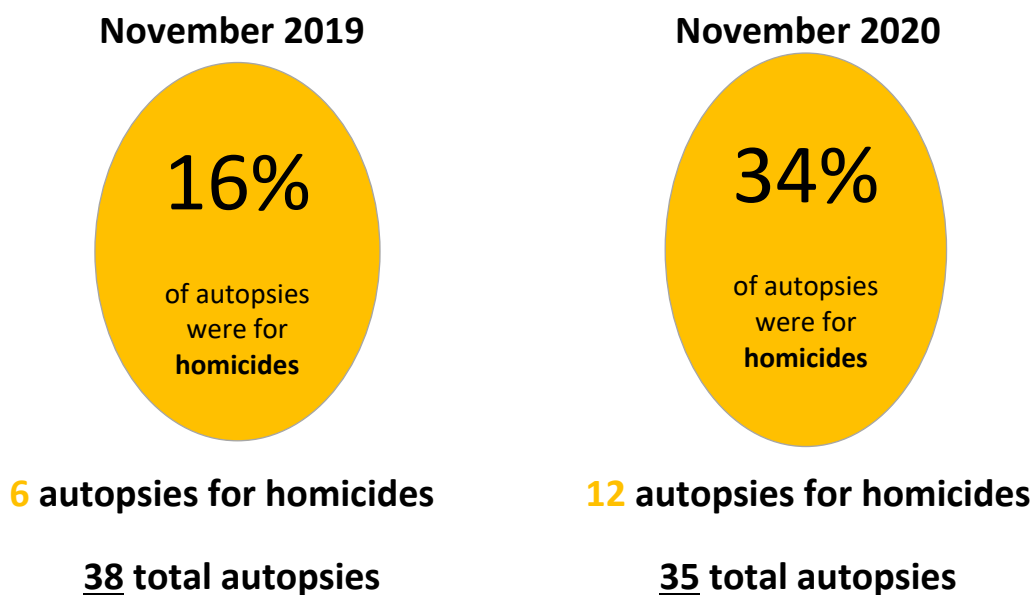 November 2019
16%
of autopsies
were for
homicides
6 autopsies for homicides
38 total autopsies
November 2020
34%
of autopsies
were for
homicides
12 autopsies for homicides
35 total autopsies